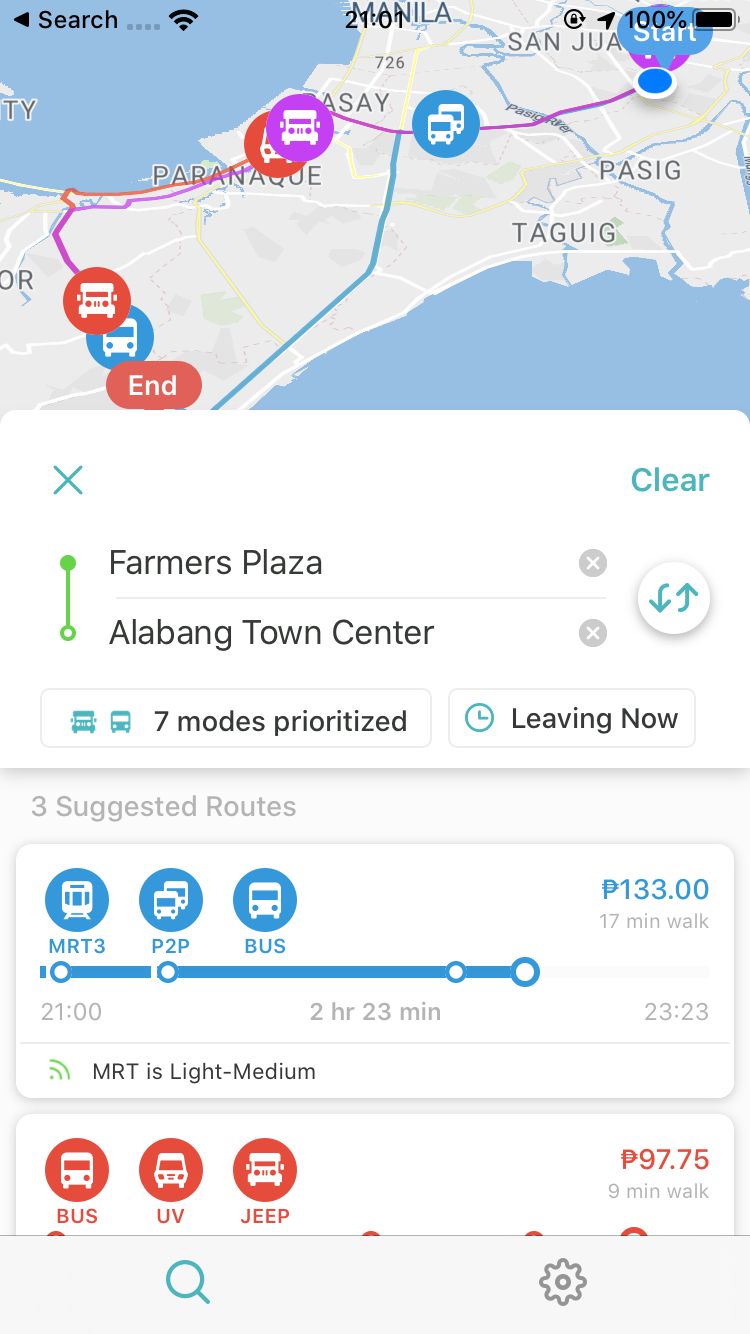 Search
21:01
100%
MANILA
SAN JUA
Start
726
TY
ASAY
Pasig River
PARANAQUE
PASIG
TAGUIG
OR
End
Clear
Farmers Plaza
Alabang Town Center
7 modes prioritized
Leaving Now
3 Suggested Routes
MRT3 P2P BUS
₱133.00
17 min walk
21:00 2 hr 23 min 23:23
MRT is Light-Medium
BUS UV JEEP
₱97.75
9 min walk